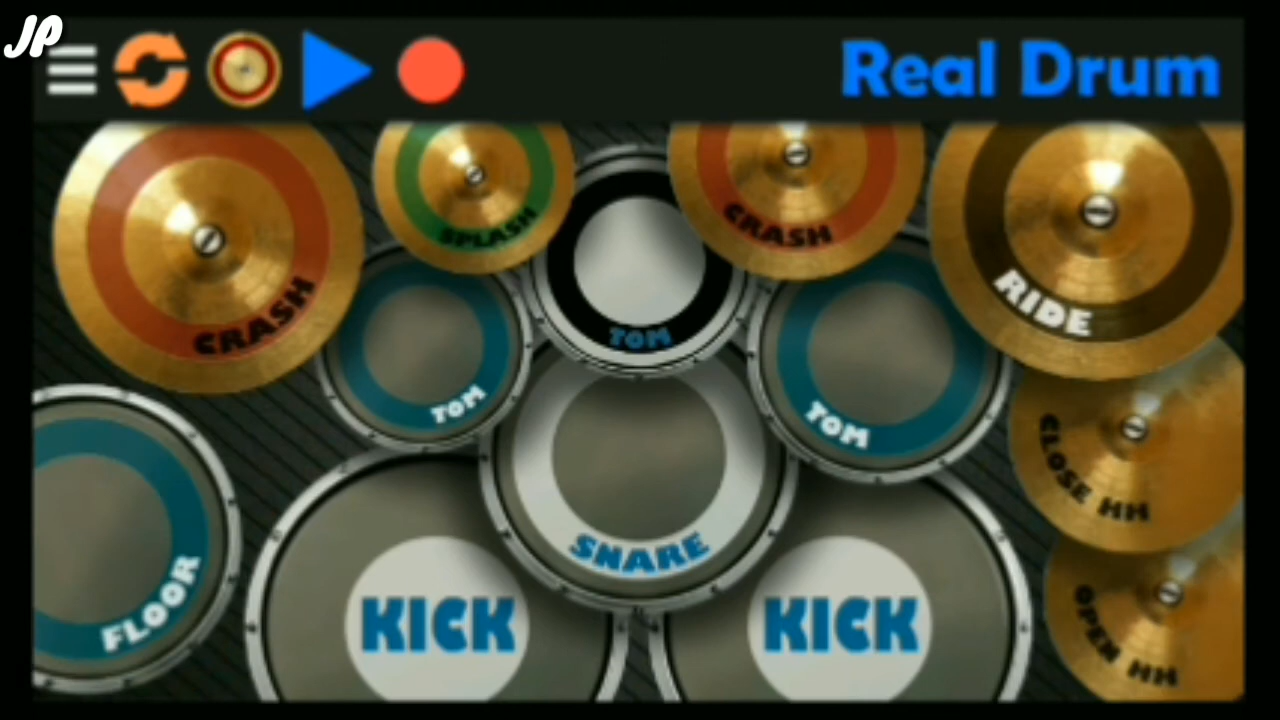 JP
Real Drum
CRASH
SPLASH
TOM
CRASH
RIDE
TOM
TOM
CLOSE HH
FLOOR
SNARE
KICK
KICK
OPEN HH